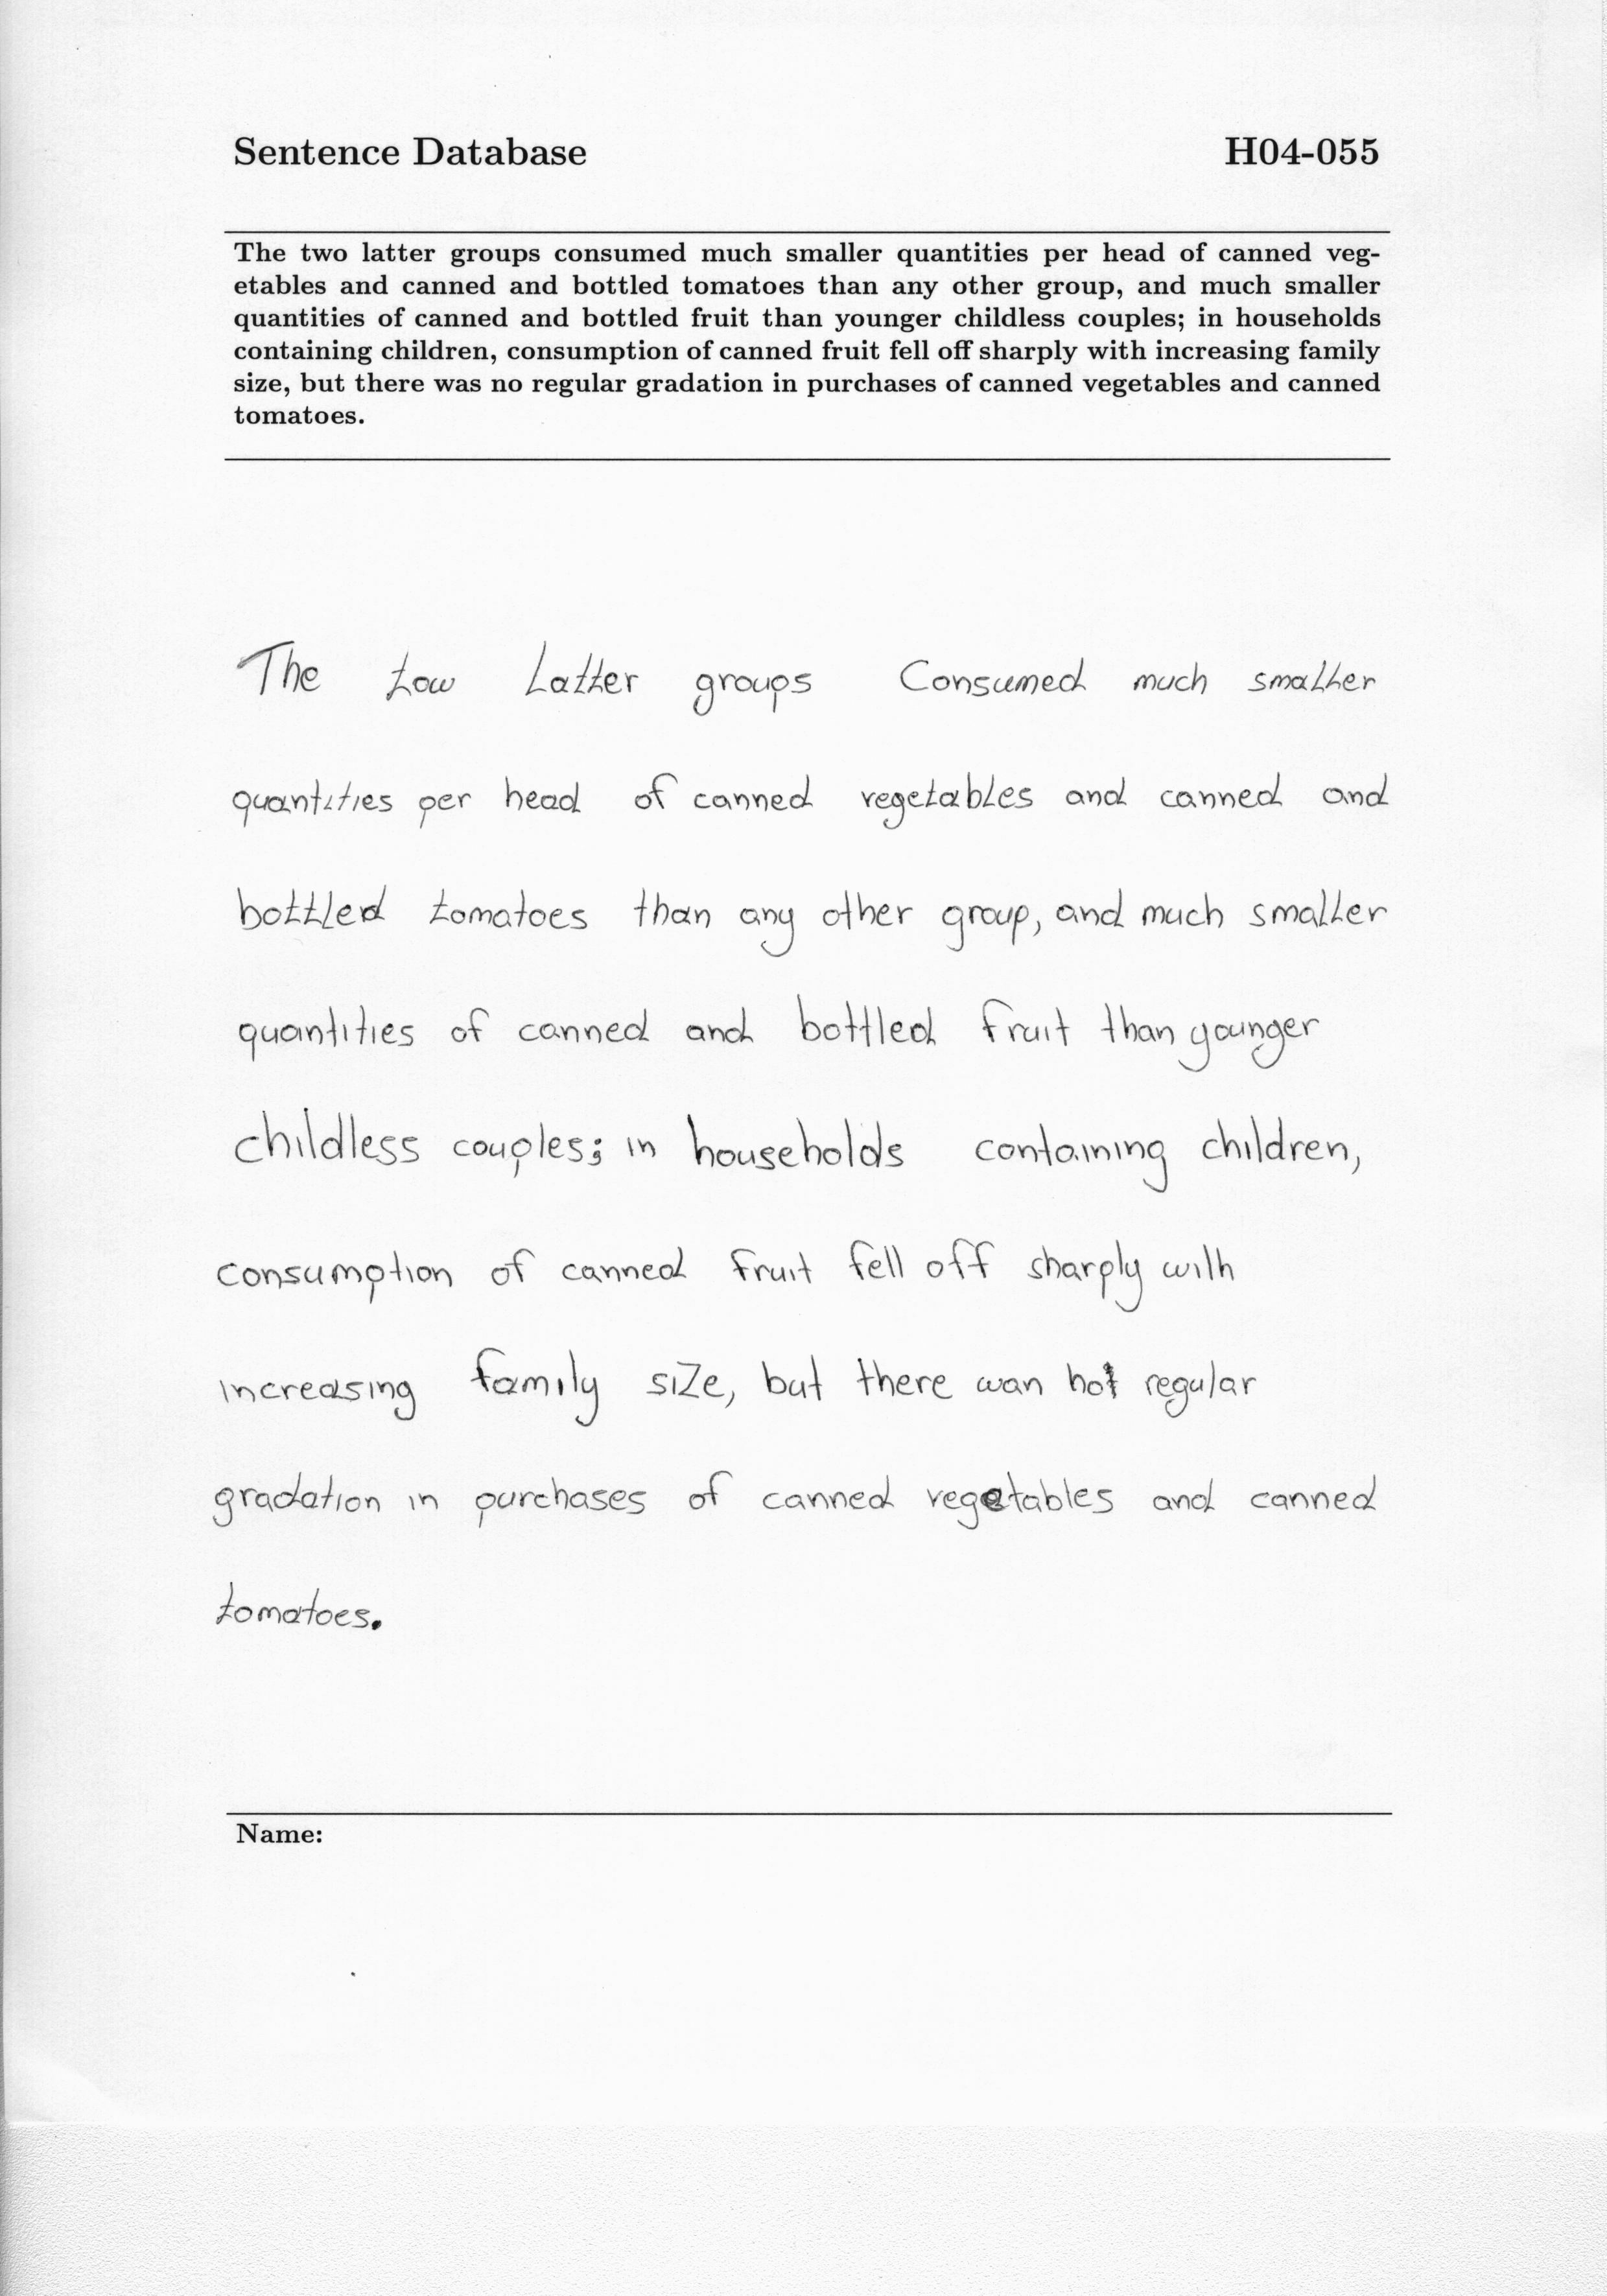 Sentence Database H04-055
The two latter groups consumed much smaller quantities per head of canned veg-
etables and canned and bottled tomatoes than any other group, and much smaller
quantities of canned and bottled fruit than younger childless couples; in households
containing children, consumption of canned fruit fell off sharply with increasing family
size, but there was no regular gradation in purchases of canned vegetables and canned
tomatoes.
The tow Latter groups Consumed much smaller
quantities per head of canned vegetables and canned and
bottled tomatoes than any other group, and much smaller
quantities of canned and bottled fruit than younger
childless couples; in households containing children,
consumption of canned fruit fell off sharply with
increasing family size, but there wan not regular
gradation in purchases of canned vegetables and canned
tomatoes.
Name: